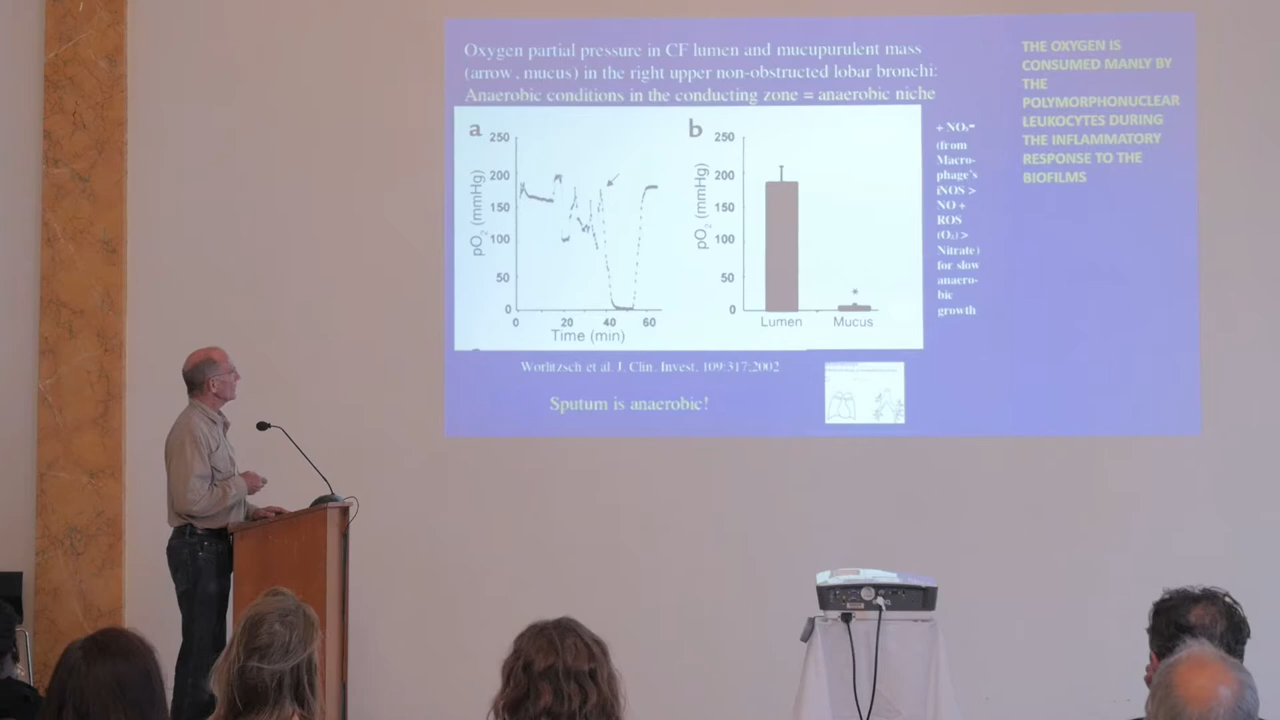 Oxygen partial pressure in CF lumen and mucupurulent mass
(arrow , mucus) in the right upper non-obstructed lobar bronchi:
Anaerobic conditions in the conducting zone = anaerobic niche
a
250
200
150
100
50
0
pO2 (mmHg)
0 20 40 60
Time (min)
b
250
200
150
100
50
0
pO2 (mmHg)
*
Lumen Mucus
+ NO3-
(from
Macro-
phage's
iNOS >
NO +
ROS
(O2) >
Nitrate)
for slow
anaero-
bic
growth
THE OXYGEN IS
CONSUMED MANLY BY
THE
POLYMORPHONUCLEAR
LEUKOCYTES DURING
THE INFLAMMATORY
RESPONSE TO THE
BIOFILMS
Worlitzsch et al. J. Clin. Invest. 109:317;2002
Sputum is anaerobic!